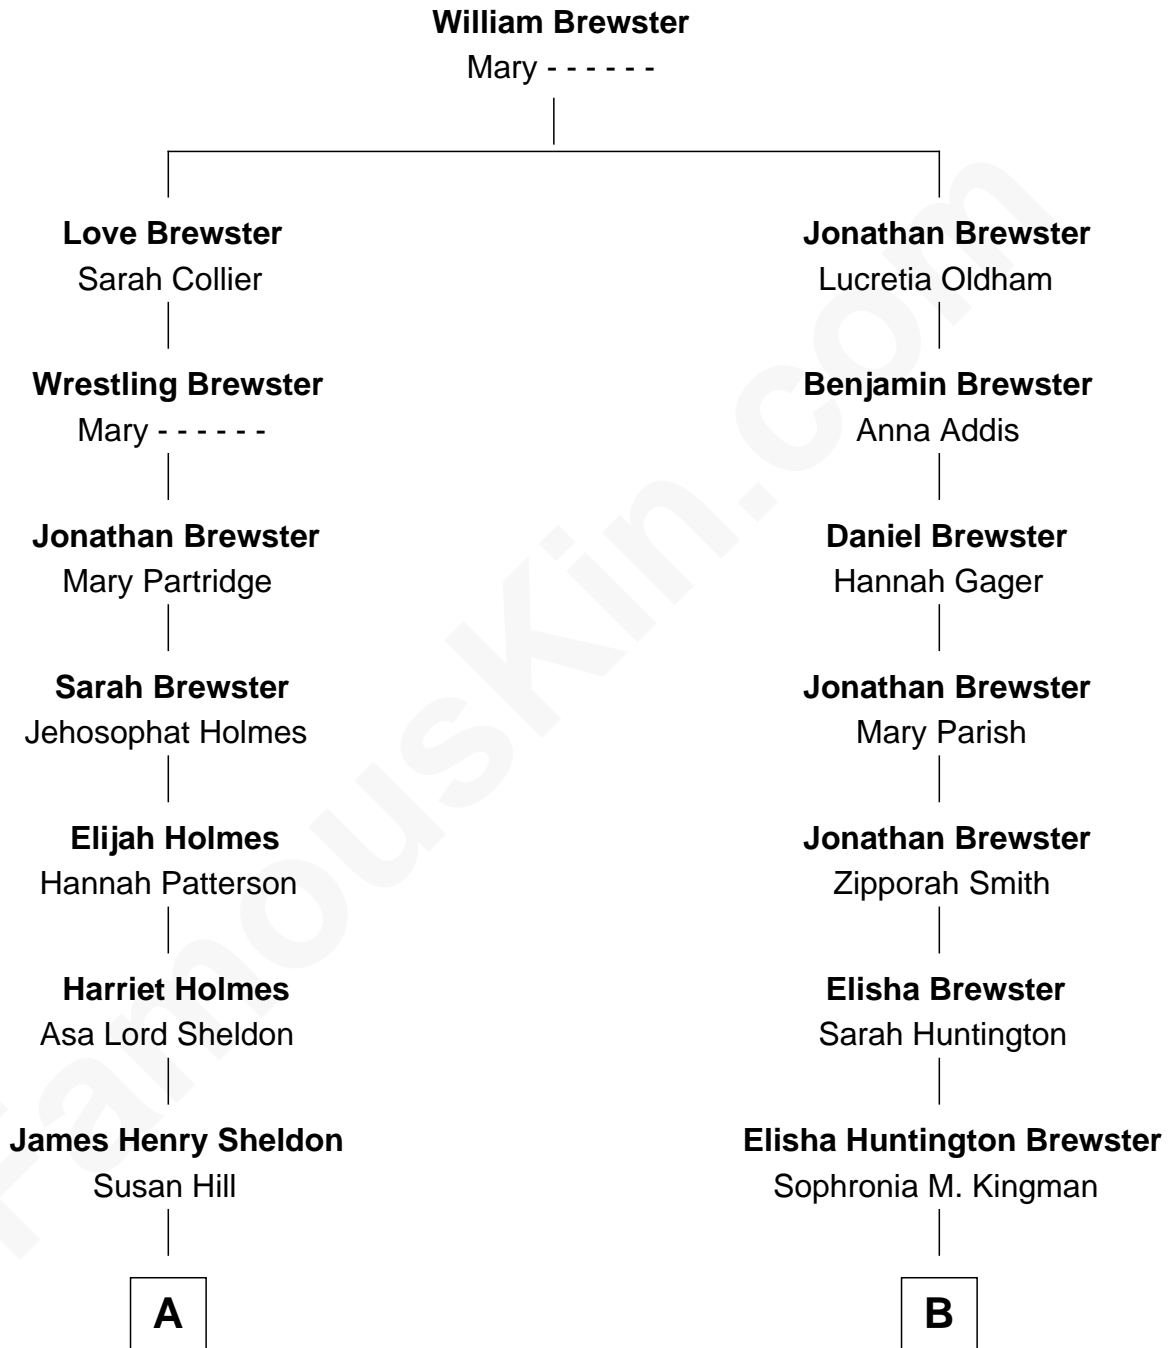 William Brewster
Mary - - - - - -
Love Brewster
Sarah Collier
Jonathan Brewster
Lucretia Oldham
Wrestling Brewster
Mary - - - - - -
Benjamin Brewster
Anna Addis
Jonathan Brewster
Mary Partridge
Daniel Brewster
Hannah Gager
Sarah Brewster
Jehosophat Holmes
Jonathan Brewster
Mary Parish
Elijah Holmes
Hannah Patterson
Jonathan Brewster
Zipporah Smith
Harriet Holmes
Asa Lord Sheldon
Elisha Brewster
Sarah Huntington
James Henry Sheldon
Susan Hill
Elisha Huntington Brewster
Sophronia M. Kingman
A
B
FamousKin.com